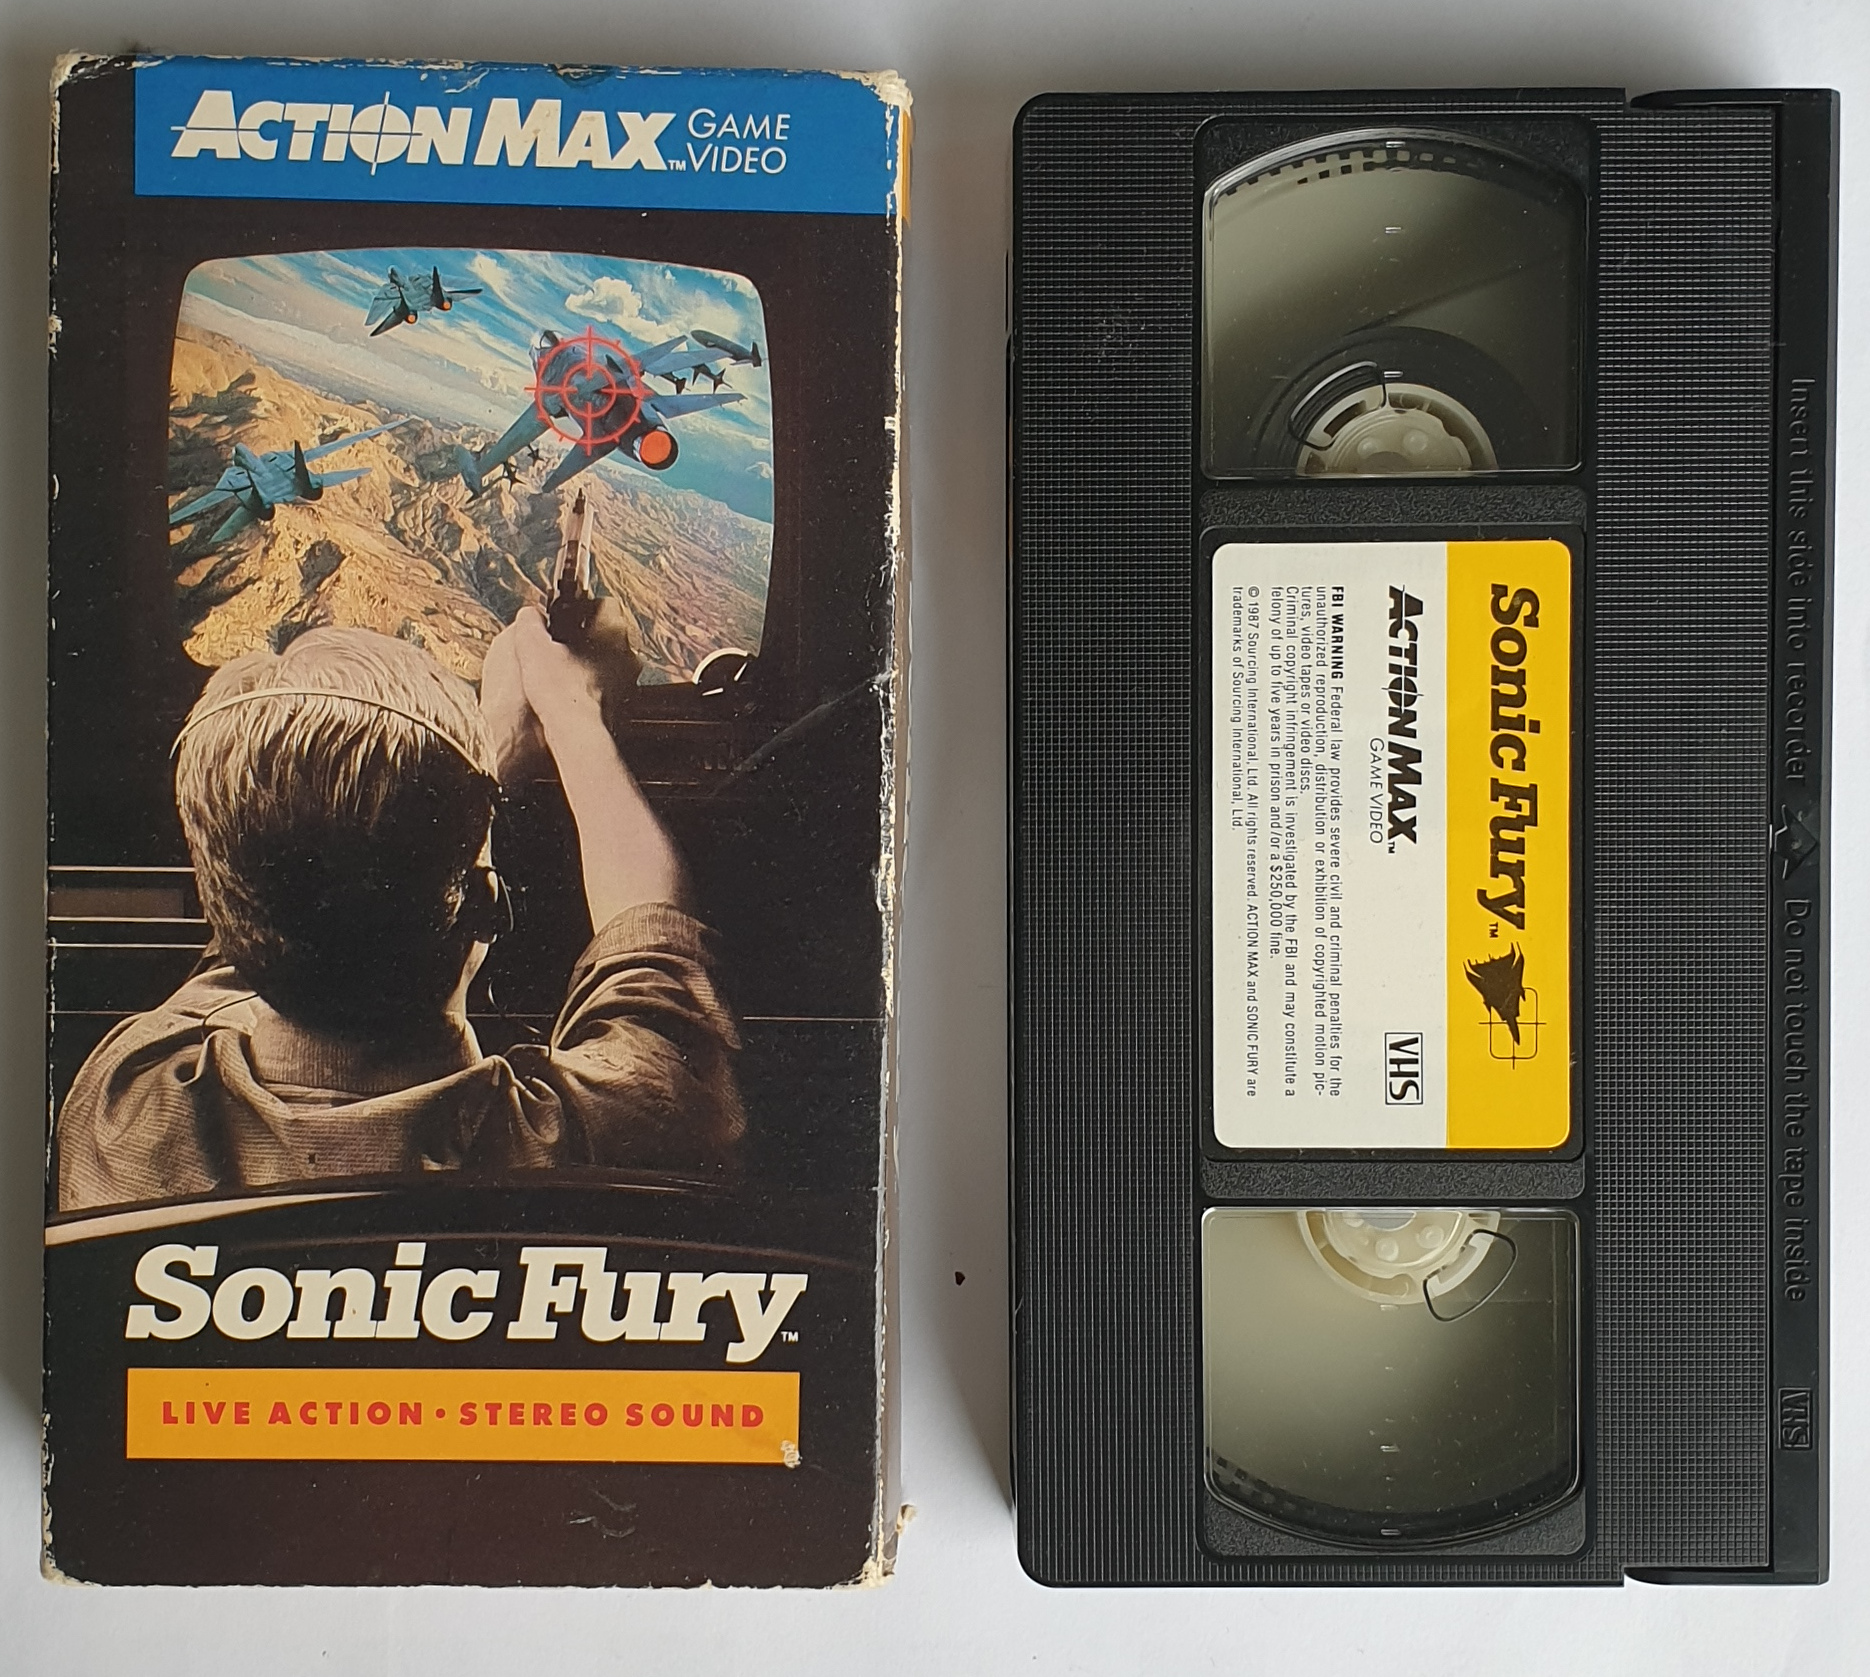 ACTION MAX™ GAME
VIDEO
Sonic Fury™
LIVE ACTION • STEREO SOUND
Sonic Fury™
ACTION MAX™
GAME VIDEO
VHS
FBI WARNING Federal law provides severe civil and criminal penalties for the
unauthorized reproduction, distribution or exhibition of copyrighted motion pic-
tures, video tapes or video discs.
Criminal copyright infringement is investigated by the FBI and may constitute a
felony of up to five years in prison and/or a $250,000 fine.
© 1987 Sourcing International, Ltd. All rights reserved. ACTION MAX and SONIC FURY are
trademarks of Sourcing International, Ltd.
Insert this side into recorder Do not touch the tape inside
VHS